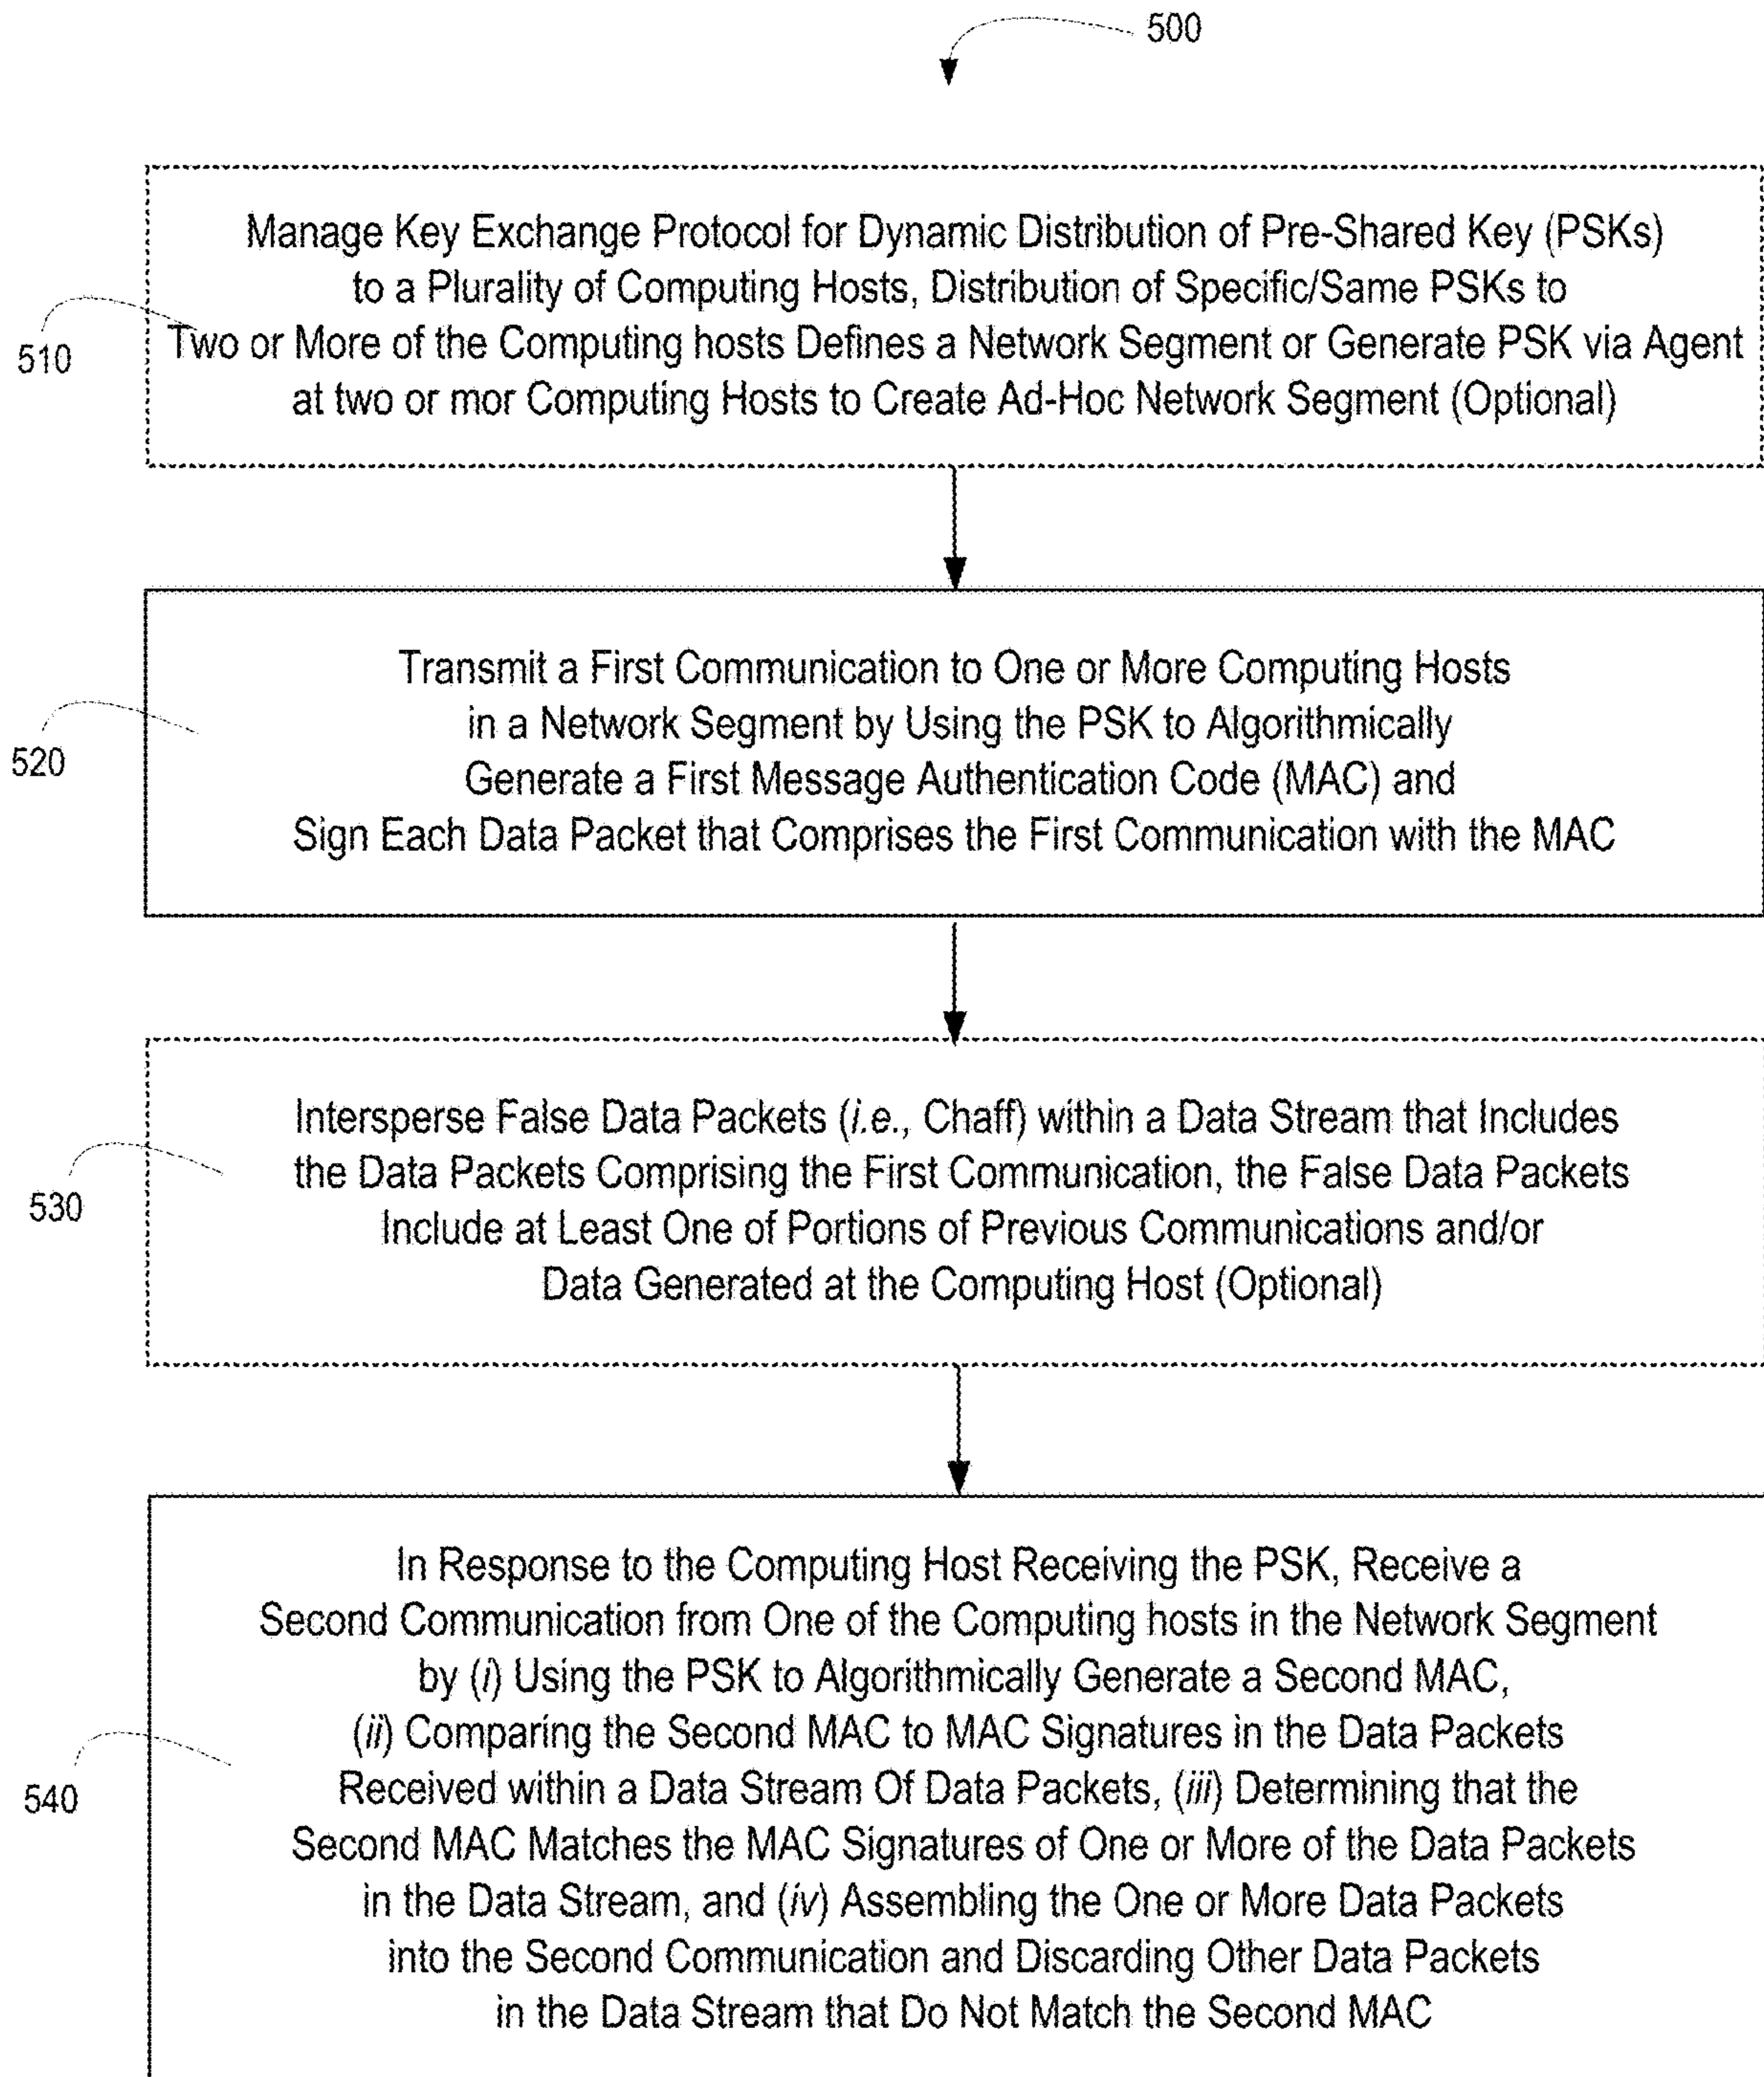 500
Manage Key Exchange Protocol for Dynamic Distribution of Pre-Shared Key (PSKs)
to a Plurality of Computing Hosts, Distribution of Specific/Same PSKs to
Two or More of the Computing hosts Defines a Network Segment or Generate PSK via Agent
at two or mor Computing Hosts to Create Ad-Hoc Network Segment (Optional)
510
Transmit a First Communication to One or More Computing Hosts
in a Network Segment by Using the PSK to Algorithmically
Generate a First Message Authentication Code (MAC) and
Sign Each Data Packet that Comprises the First Communication with the MAC
520
Intersperse False Data Packets (i.e., Chaff) within a Data Stream that Includes
the Data Packets Comprising the First Communication, the False Data Packets
Include at Least One of Portions of Previous Communications and/or
Data Generated at the Computing Host (Optional)
530
In Response to the Computing Host Receiving the PSK, Receive a
Second Communication from One of the Computing hosts in the Network Segment
by (i) Using the PSK to Algorithmically Generate a Second MAC,
(ii) Comparing the Second MAC to MAC Signatures in the Data Packets
Received within a Data Stream Of Data Packets, (iii) Determining that the
Second MAC Matches the MAC Signatures of One or More of the Data Packets
in the Data Stream, and (iv) Assembling the One or More Data Packets
into the Second Communication and Discarding Other Data Packets
in the Data Stream that Do Not Match the Second MAC
540